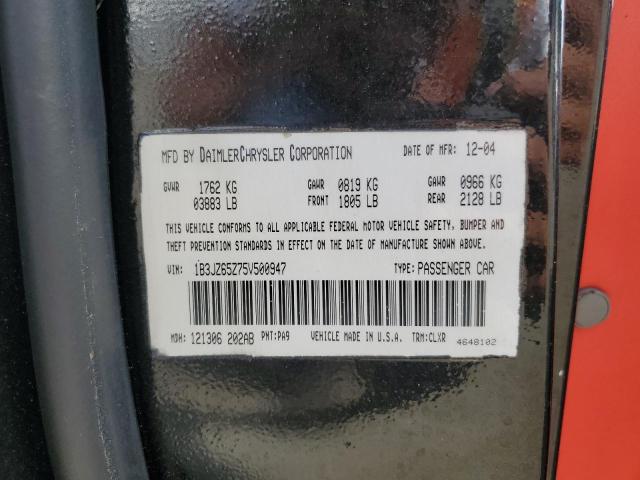 MFD BY DAIMLERCHRYSLER CORPORATION DATE OF MFR: 12-04
GVWR 1762 KG GAWR 0819 KG GAWR 0966 KG
03883 LB FRONT 1805 LB REAR 2128 LB
THIS VEHICLE CONFORMS TO ALL APPLICABLE FEDERAL MOTOR VEHICLE SAFETY, BUMPER AND
THEFT PREVENTION STANDARDS IN EFFECT ON THE DATE OF MANUFACTURE SHOWN ABOVE.
VIN: 1B3JZ65Z75V500947 TYPE: PASSENGER CAR
MDH: 121306 202AB PNT: PA9 VEHICLE MADE IN U.S.A. TRM: CLXR 4648102